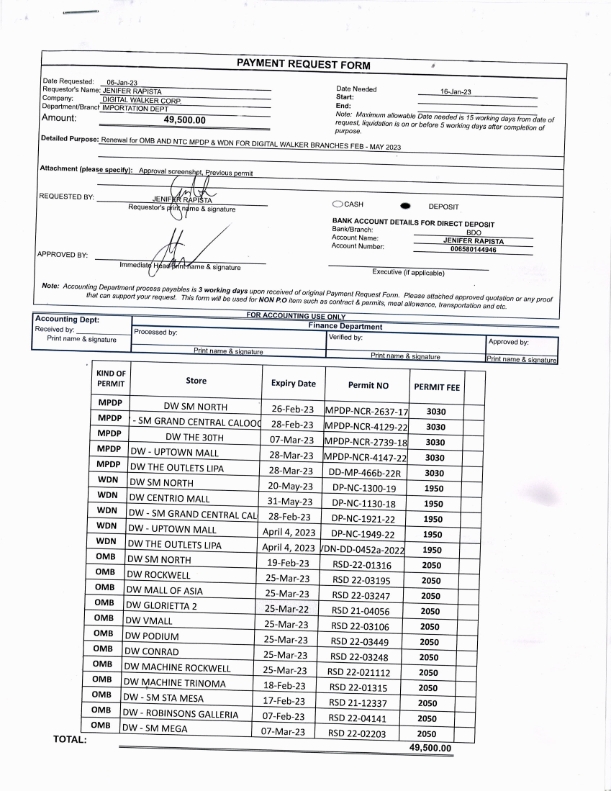 PAYMENT REQUEST FORM
Date Requested: 06-Jan-23
Requestor's Name: JENIFER RAPISTA
Company: DIGITAL WALKER CORP
Department/Branch IMPORTATION DEPT
Amount: 49,500.00
Date Needed 16-Jan-23
Start:
End:
Note: Maximum allowable Date needed is 15 working days from date of
request, liquidation is on or before 5 working days after completion of
purpose.
Detailed Purpose: Renewal for OMB AND NTC MPDP & WDN FOR DIGITAL WALKER BRANCHES FEB - MAY 2023
Attachment (please specify): Approval screenshot, Previous permit
REQUESTED BY: JENIFER RAPISTA
Requestor's print name & signature
CASH DEPOSIT
BANK ACCOUNT DETAILS FOR DIRECT DEPOSIT
Bank/Branch: BDO
Account Name: JENIFER RAPISTA
Account Number: 006580144946
APPROVED BY:
Immediate Head print name & signature
Executive (if applicable)
Note: Accounting Department process payables is 3 working days upon received of original Payment Request Form. Please attached approved quotation or any proof
that can support your request. This form will be used for NON P.O item such as contract & permits, meal allowance, transportation and etc.
FOR ACCOUNTING USE ONLY
Accounting Dept: Finance Department
Received by: Processed by: Verified by: Approved by:
Print name & signature Print name & signature Print name & signature Print name & signature
KIND OF PERMIT Store Expiry Date Permit NO PERMIT FEE
MPDP DW SM NORTH 26-Feb-23 MPDP-NCR-2637-17 3030
MPDP - SM GRAND CENTRAL CALOOC 28-Feb-23 MPDP-NCR-4129-22 3030
MPDP DW THE 30TH 07-Mar-23 MPDP-NCR-2739-18 3030
MPDP DW - UPTOWN MALL 28-Mar-23 MPDP-NCR-4147-22 3030
MPDP DW THE OUTLETS LIPA 28-Mar-23 DD-MP-466b-22R 3030
WDN DW SM NORTH 20-May-23 DP-NC-1300-19 1950
WDN DW CENTRIO MALL 31-May-23 DP-NC-1130-18 1950
WDN DW - SM GRAND CENTRAL CAL 28-Feb-23 DP-NC-1921-22 1950
WDN DW - UPTOWN MALL April 4, 2023 DP-NC-1949-22 1950
WDN DW THE OUTLETS LIPA April 4, 2023 /DN-DD-0452a-2022 1950
OMB DW SM NORTH 19-Feb-23 RSD-22-01316 2050
OMB DW ROCKWELL 25-Mar-23 RSD 22-03195 2050
OMB DW MALL OF ASIA 25-Mar-23 RSD 22-03247 2050
OMB DW GLORIETTA 2 25-Mar-22 RSD 21-04056 2050
OMB DW VMALL 25-Mar-23 RSD 22-03106 2050
OMB DW PODIUM 25-Mar-23 RSD 22-03449 2050
OMB DW CONRAD 25-Mar-23 RSD 22-03248 2050
OMB DW MACHINE ROCKWELL 25-Mar-23 RSD 22-021112 2050
OMB DW MACHINE TRINOMA 18-Feb-23 RSD 22-01315 2050
OMB DW - SM STA MESA 17-Feb-23 RSD 21-12337 2050
OMB DW - ROBINSONS GALLERIA 07-Feb-23 RSD 22-04141 2050
OMB DW - SM MEGA 07-Mar-23 RSD 22-02203 2050
TOTAL: 49,500.00